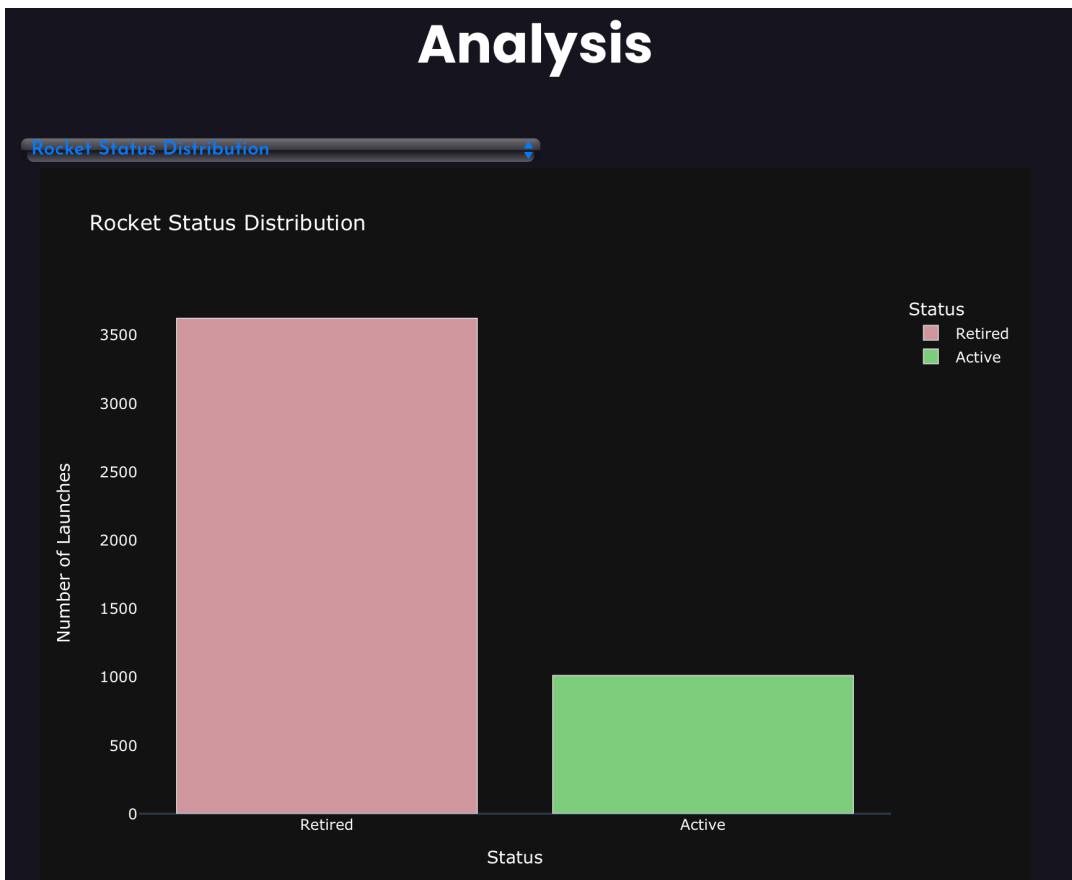 Analysis
Rocket Status Distribution
Rocket Status Distribution
Status
Retired
Active
Number of Launches
3500
3000
2500
2000
1500
1000
500
0
Retired
Active
Status